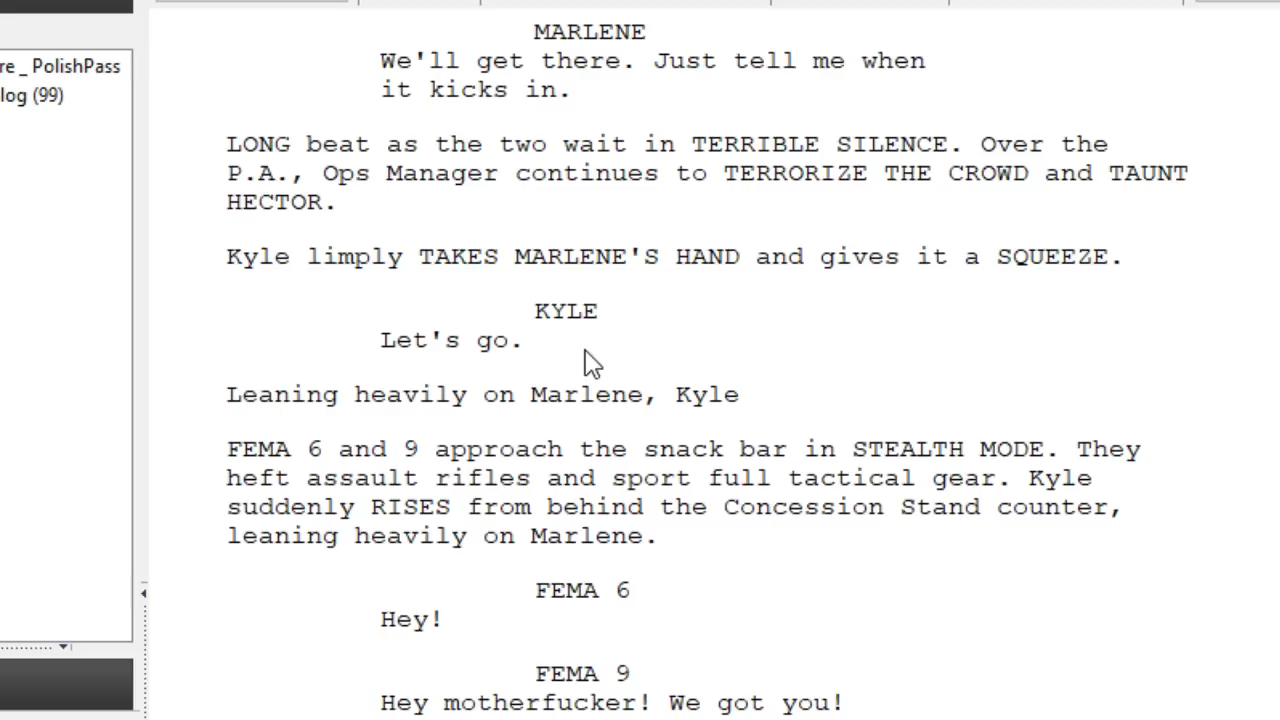 re_PolishPass
log (99)
MARLENE
We'll get there. Just tell me when
it kicks in.
LONG beat as the two wait in TERRIBLE SILENCE. Over the
P.A., Ops Manager continues to TERRORIZE THE CROWD and TAUNT
HECTOR.
Kyle limply TAKES MARLENE'S HAND and gives it a SQUEEZE.
KYLE
Let's go.
Leaning heavily on Marlene, Kyle
FEMA 6 and 9 approach the snack bar in STEALTH MODE. They
heft assault rifles and sport full tactical gear. Kyle
suddenly RISES from behind the Concession Stand counter,
leaning heavily on Marlene.
FEMA 6
Hey!
FEMA 9
Hey motherfucker! We got you!